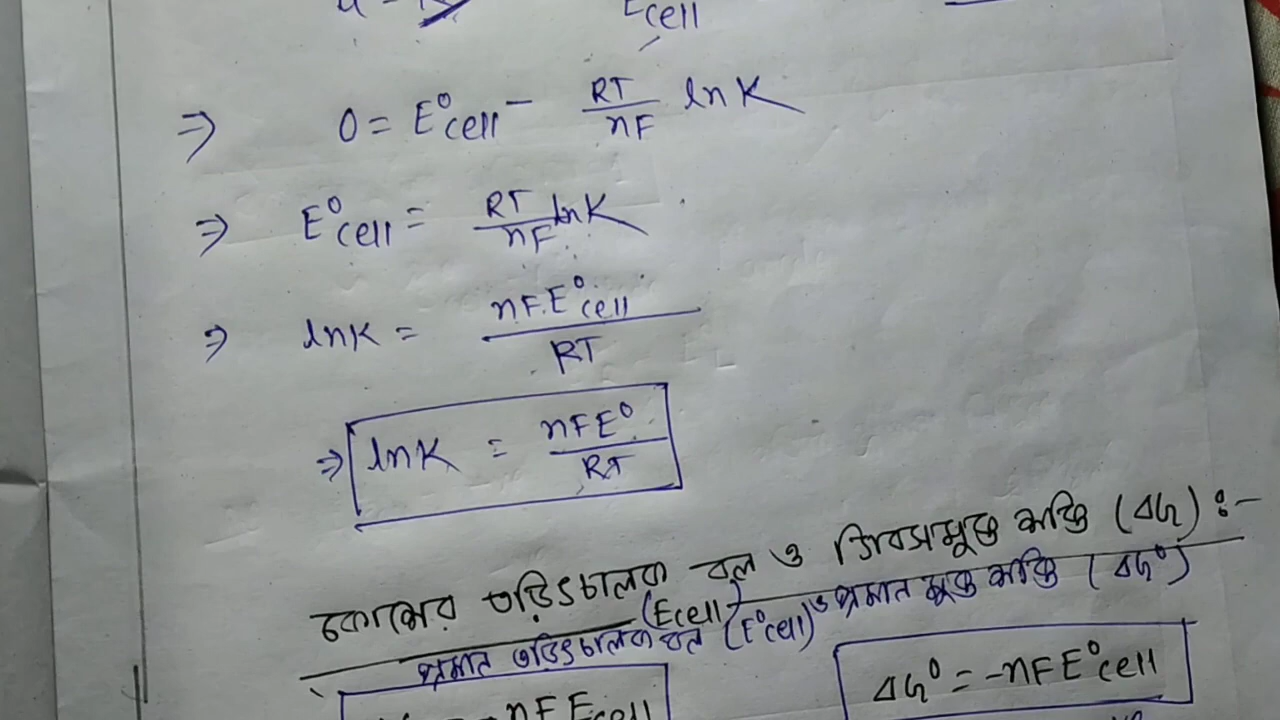 Ecell
⇒ 0 = E°cell - RT/nF lnK
⇒ E°cell = RT/nF lnK
⇒ lnK = nF.E°cell/RT
⇒ lnK = nFE°/RT
কোষের তড়িৎচালক বল ও গিবসমুক্ত শক্তি (ΔG) :-
(Ecell)
প্রমাণ তড়িৎচালক বল (E°cell) ও প্রমাণ মুক্ত শক্তি (ΔG°)
-nFEcell
ΔG° = -nFE°cell